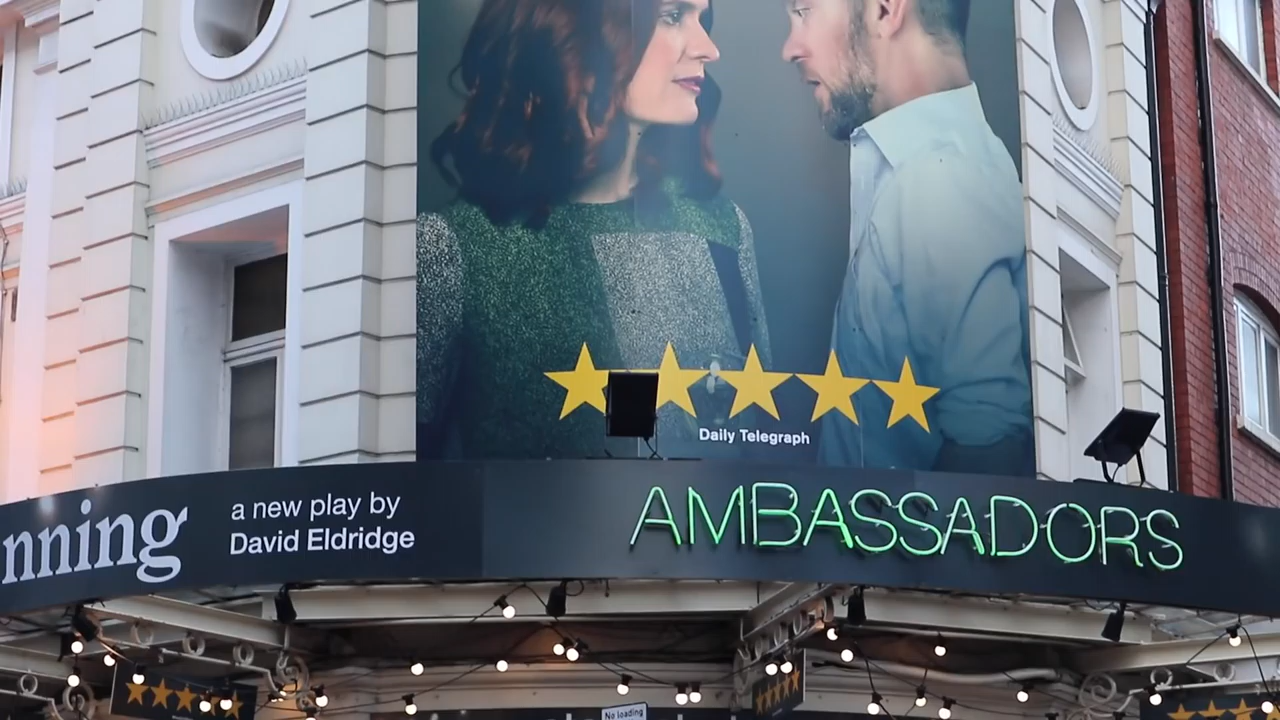 Daily Telegraph
nning
a new play by
David Eldridge
AMBASSADORS
No loading